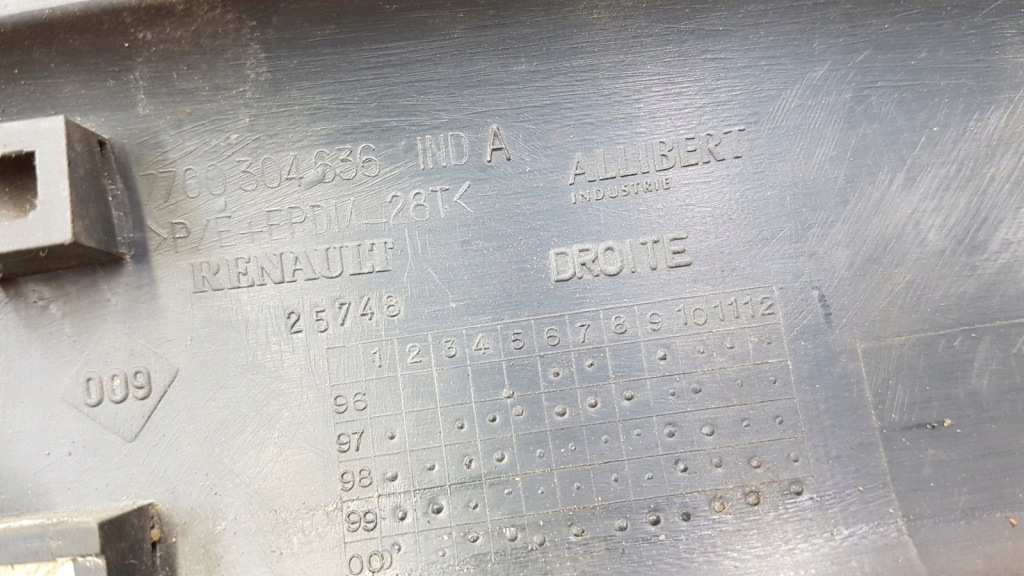 7700 304 636 IND A
>P/E+EPDM-28T<
RENAULT
25748
ALLIBERT
INDUSTRIE
DROITE
009
1 2 3 4 5 6 7 8 9 10 11 12
96
97
98
99
00